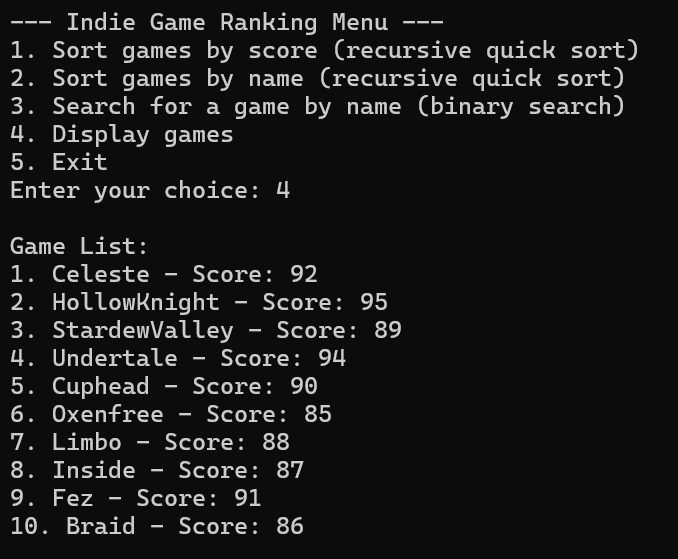 --- Indie Game Ranking Menu ---
1. Sort games by score (recursive quick sort)
2. Sort games by name (recursive quick sort)
3. Search for a game by name (binary search)
4. Display games
5. Exit
Enter your choice: 4
Game List:
1. Celeste - Score: 92
2. HollowKnight - Score: 95
3. StardewValley - Score: 89
4. Undertale - Score: 94
5. Cuphead - Score: 90
6. Oxenfree - Score: 85
7. Limbo - Score: 88
8. Inside - Score: 87
9. Fez - Score: 91
10. Braid - Score: 86